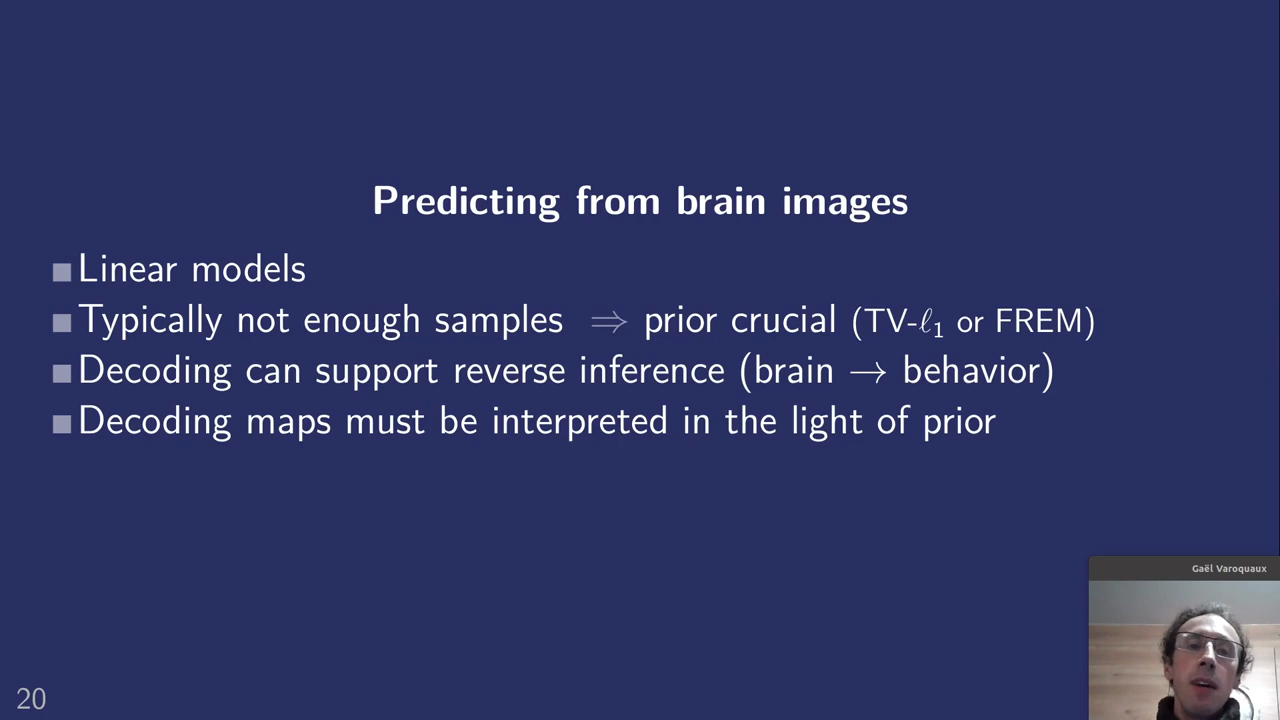 Predicting from brain images
Linear models
Typically not enough samples ⇒ prior crucial (TV-ℓ₁ or FREM)
Decoding can support reverse inference (brain → behavior)
Decoding maps must be interpreted in the light of prior
Gaël Varoquaux
20